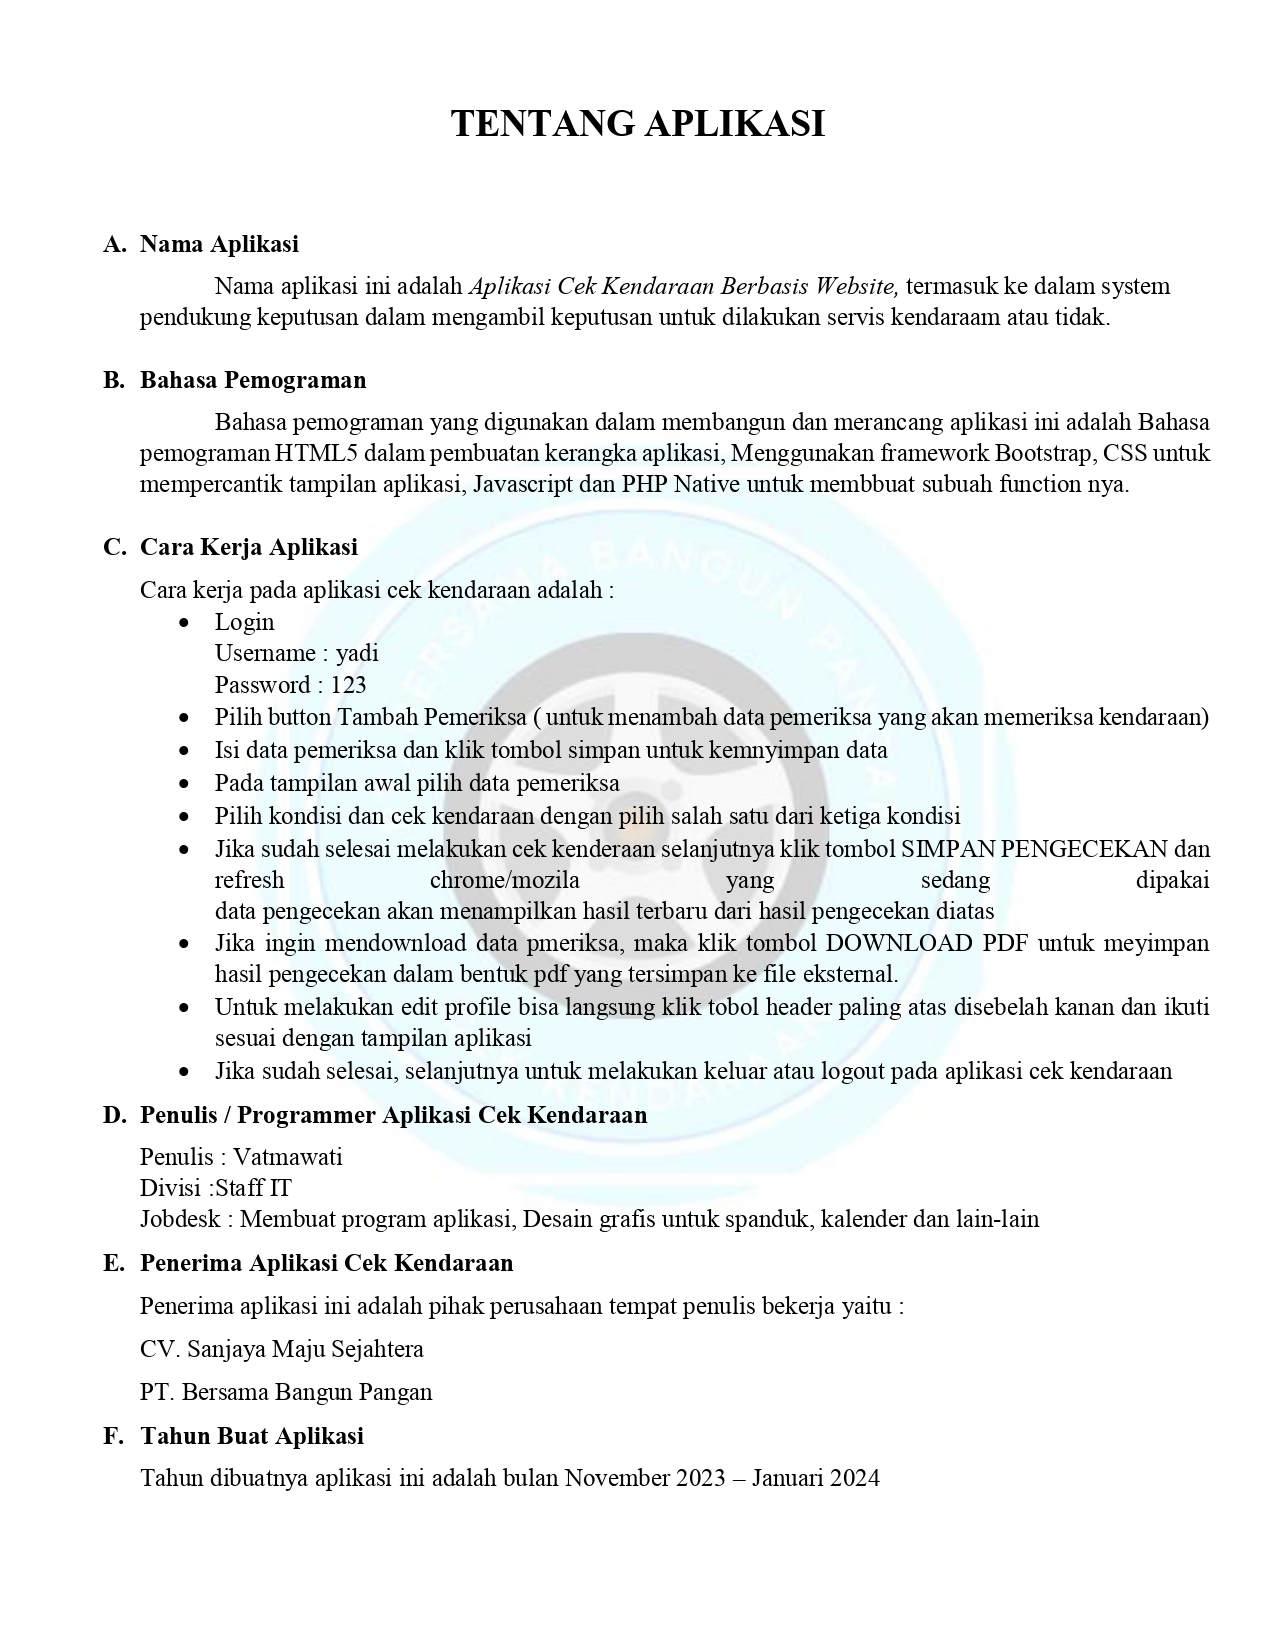 TENTANG APLIKASI
A. Nama Aplikasi
Nama aplikasi ini adalah Aplikasi Cek Kendaraan Berbasis Website, termasuk ke dalam system
pendukung keputusan dalam mengambil keputusan untuk dilakukan servis kendaraam atau tidak.
B. Bahasa Pemograman
Bahasa pemograman yang digunakan dalam membangun dan merancang aplikasi ini adalah Bahasa
pemograman HTML5 dalam pembuatan kerangka aplikasi, Menggunakan framework Bootstrap, CSS untuk
mempercantik tampilan aplikasi, Javascript dan PHP Native untuk membbuat subuah function nya.
C. Cara Kerja Aplikasi
Cara kerja pada aplikasi cek kendaraan adalah :
• Login
Username : yadi
Password : 123
• Pilih button Tambah Pemeriksa ( untuk menambah data pemeriksa yang akan memeriksa kendaraan)
• Isi data pemeriksa dan klik tombol simpan untuk kemnyimpan data
• Pada tampilan awal pilih data pemeriksa
• Pilih kondisi dan cek kendaraan dengan pilih salah satu dari ketiga kondisi
• Jika sudah selesai melakukan cek kenderaan selanjutnya klik tombol SIMPAN PENGECEKAN dan
refresh chrome/mozila yang sedang dipakai
data pengecekan akan menampilkan hasil terbaru dari hasil pengecekan diatas
• Jika ingin mendownload data pmeriksa, maka klik tombol DOWNLOAD PDF untuk meyimpan
hasil pengecekan dalam bentuk pdf yang tersimpan ke file eksternal.
• Untuk melakukan edit profile bisa langsung klik tobol header paling atas disebelah kanan dan ikuti
sesuai dengan tampilan aplikasi
• Jika sudah selesai, selanjutnya untuk melakukan keluar atau logout pada aplikasi cek kendaraan
D. Penulis / Programmer Aplikasi Cek Kendaraan
Penulis : Vatmawati
Divisi :Staff IT
Jobdesk : Membuat program aplikasi, Desain grafis untuk spanduk, kalender dan lain-lain
E. Penerima Aplikasi Cek Kendaraan
Penerima aplikasi ini adalah pihak perusahaan tempat penulis bekerja yaitu :
CV. Sanjaya Maju Sejahtera
PT. Bersama Bangun Pangan
F. Tahun Buat Aplikasi
Tahun dibuatnya aplikasi ini adalah bulan November 2023 – Januari 2024
BERSAMA BANGUN PANGAN
KENDARAAN